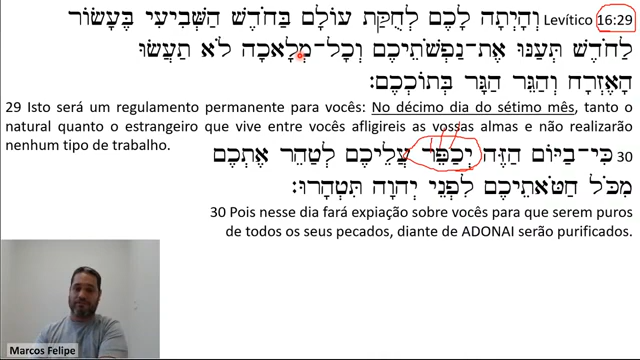 Levítico 16:29 וְהָיְתָה לָכֶם לְחֻקַּת עוֹלָם בַּחֹדֶשׁ הַשְּׁבִיעִי בֶּעָשׂוֹר
לַחֹדֶשׁ תְּעַנּוּ אֶת־נַפְשֹׁתֵיכֶם וְכָל־מְלָאכָה לֹא תַעֲשׂוּ
הָאֶזְרָח וְהַגֵּר הַגָּר בְּתוֹכְכֶם׃
29 Isto será um regulamento permanente para vocês: No décimo dia do sétimo mês, tanto o
natural quanto o estrangeiro que vive entre vocês afligireis as vossas almas e não realizarão
nenhum tipo de trabalho.
30 כִּי־בַיּוֹם הַזֶּה יְכַפֵּר עֲלֵיכֶם לְטַהֵר אֶתְכֶם
מִכֹּל חַטֹּאתֵיכֶם לִפְנֵי יְהוָה תִּטְהָרוּ׃
30 Pois nesse dia fará expiação sobre vocês para que serem puros
de todos os seus pecados, diante de ADONAI serão purificados.
Marcos Felipe